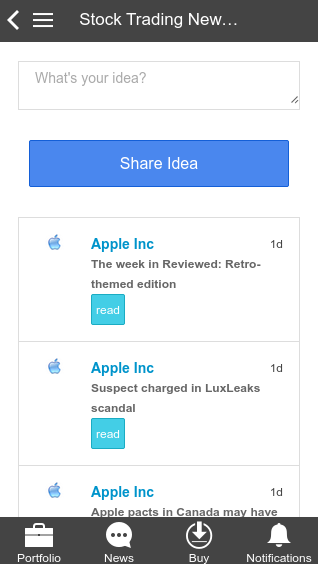 Stock Trading New…
What's your idea?
Share Idea
Apple Inc 1d
The week in Reviewed: Retro-
themed edition
read
Apple Inc 1d
Suspect charged in LuxLeaks
scandal
read
Apple Inc 1d
Apple pacts in Canada may have
Portfolio News Buy Notifications